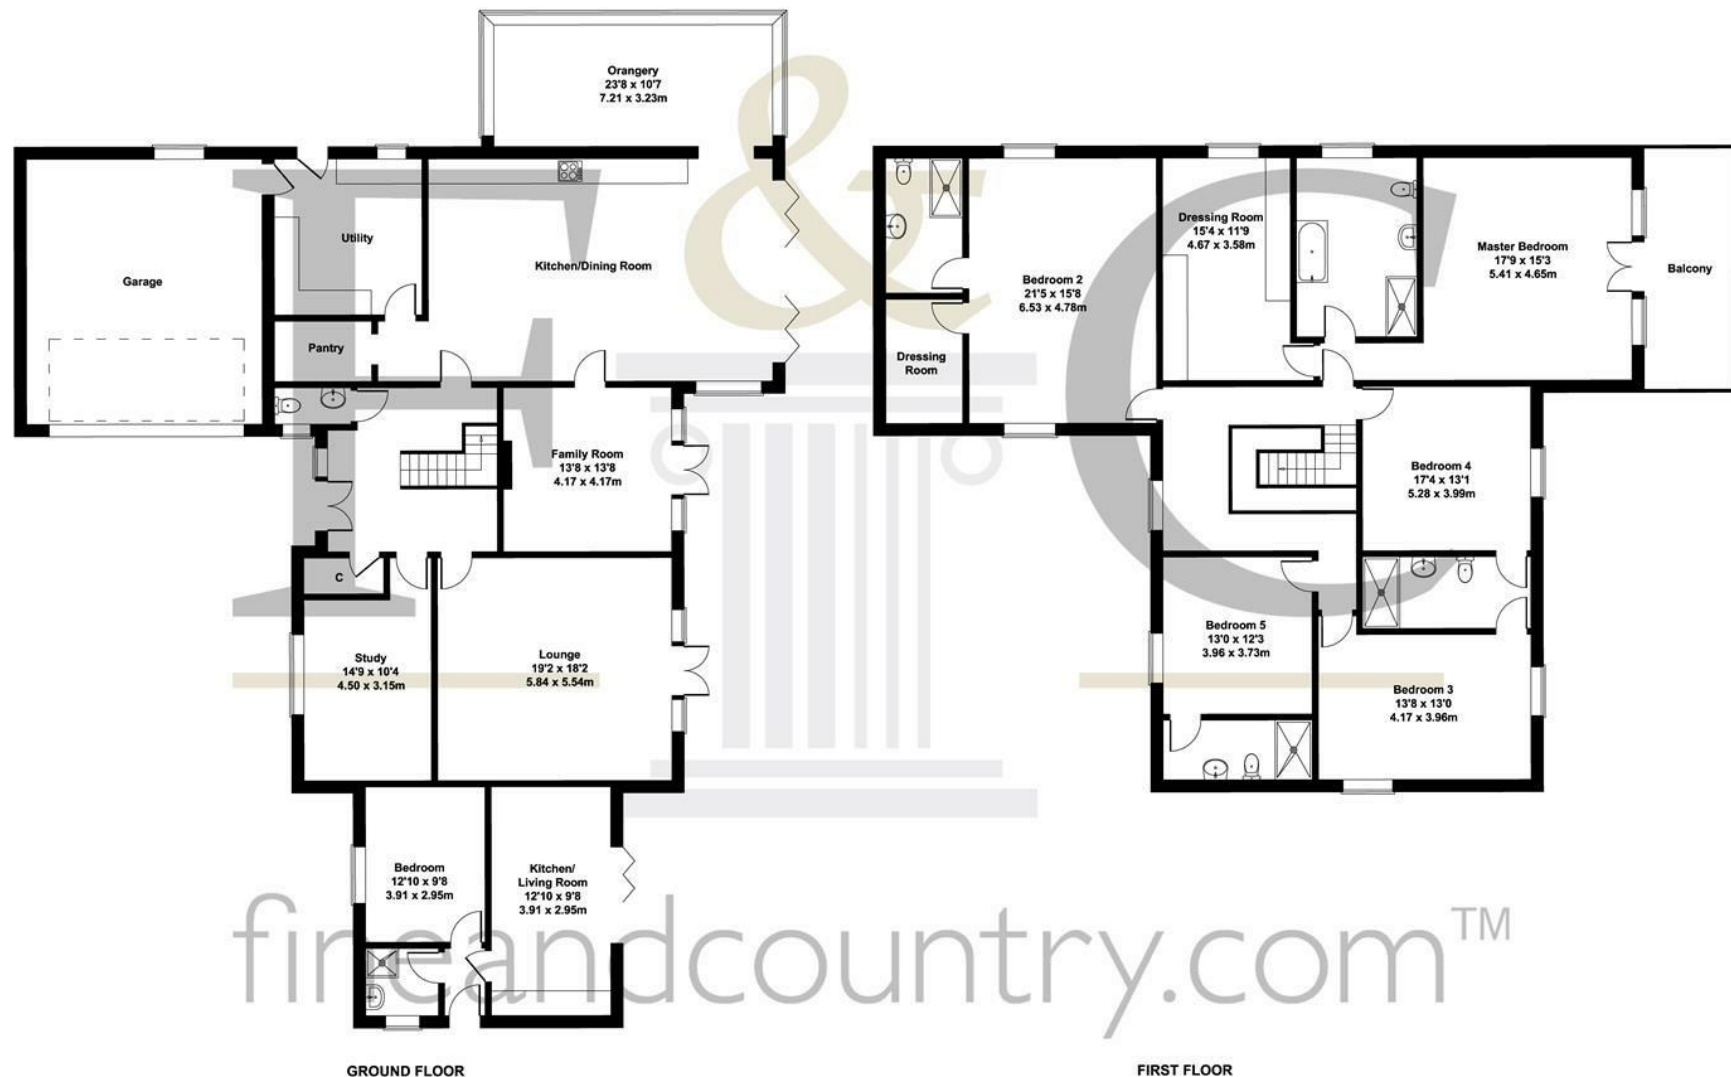 Orangery
23'8 x 10'7
7.21 x 3.23m
Garage
Utility
Kitchen/Dining Room
Pantry
Family Room
13'8 x 13'8
4.17 x 4.17m
C
Study
14'9 x 10'4
4.50 x 3.15m
Lounge
19'2 x 18'2
5.84 x 5.54m
Bedroom
12'10 x 9'8
3.91 x 2.95m
Kitchen/
Living Room
12'10 x 9'8
3.91 x 2.95m
GROUND FLOOR
Bedroom 2
21'5 x 15'8
6.53 x 4.78m
Dressing
Room
Dressing Room
15'4 x 11'9
4.67 x 3.58m
Master Bedroom
17'9 x 15'3
5.41 x 4.65m
Balcony
Bedroom 4
17'4 x 13'1
5.28 x 3.99m
Bedroom 5
13'0 x 12'3
3.96 x 3.73m
Bedroom 3
13'8 x 13'0
4.17 x 3.96m
FIRST FLOOR
F&C
fineandcountry.com™